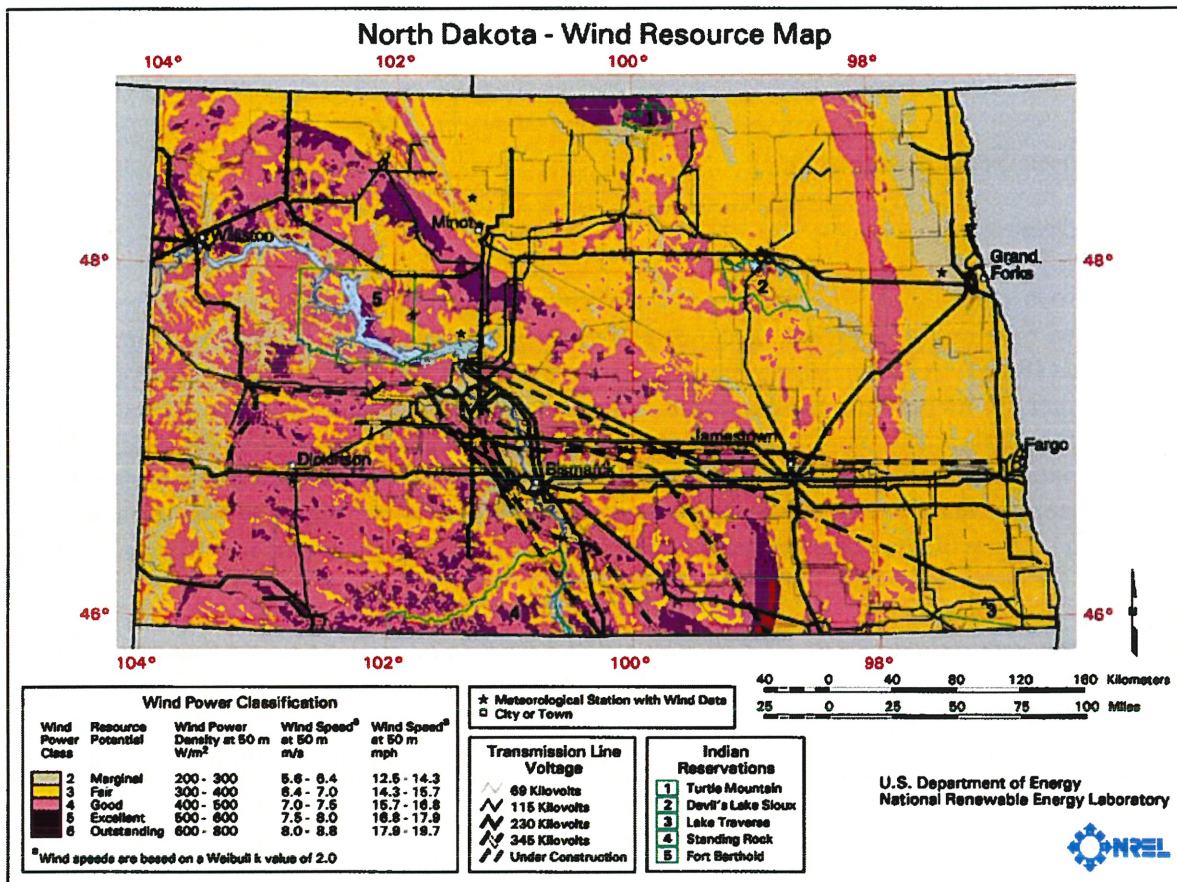 North Dakota - Wind Resource Map
104°
102°
100°
98°
Williston
Minot
48°
48°
Grand
Forks
1
2
5
Jamestown
Fargo
Dickinson
Bismarck
46°
4
3
46°
104°
102°
100°
98°
Wind Power Classification
Wind Power Class Resource Potential Wind Power Density at 50 m W/m² Wind Speedª at 50 m m/s Wind Speedª at 50 m mph
2 Marginal 200 - 300 5.6 - 6.4 12.5 - 14.3
3 Fair 300 - 400 6.4 - 7.0 14.3 - 15.7
4 Good 400 - 500 7.0 - 7.5 15.7 - 16.8
5 Excellent 500 - 600 7.5 - 8.0 16.8 - 17.9
6 Outstanding 600 - 800 8.0 - 8.8 17.9 - 19.7
ª Wind speeds are based on a Weibull k value of 2.0
Meteorological Station with Wind Data
City or Town
Transmission Line
Voltage
69 Kilovolts
115 Kilovolts
230 Kilovolts
345 Kilovolts
Under Construction
Indian
Reservations
1 Turtle Mountain
2 Devil's Lake Sioux
3 Lake Traverse
4 Standing Rock
5 Fort Berthold
40 0 40 80 120 160 Kilometers
25 0 25 50 75 100 Miles
U.S. Department of Energy
National Renewable Energy Laboratory
NREL